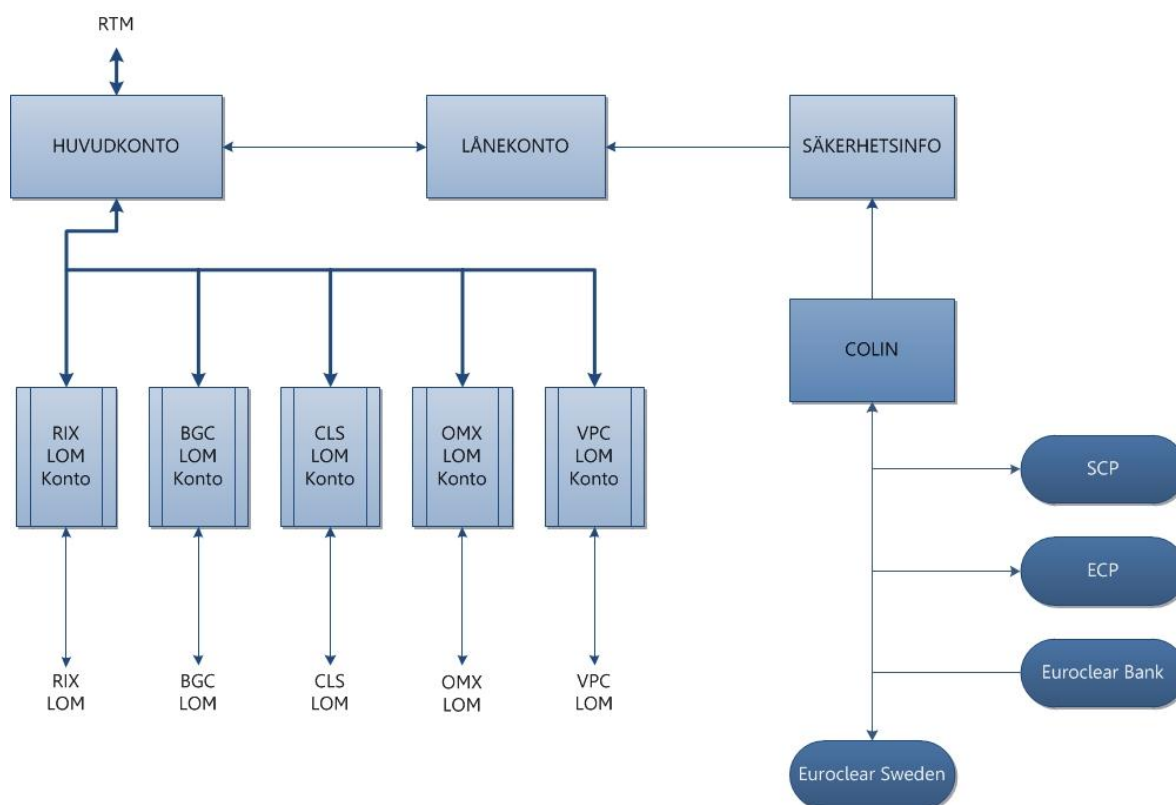 RTM
HUVUDKONTO
LÅNEKONTO
SÄKERHETSINFO
COLIN
RIX
LOM
Konto
BGC
LOM
Konto
CLS
LOM
Konto
OMX
LOM
Konto
VPC
LOM
Konto
SCP
ECP
Euroclear Bank
RIX
LOM
BGC
LOM
CLS
LOM
OMX
LOM
VPC
LOM
Euroclear Sweden